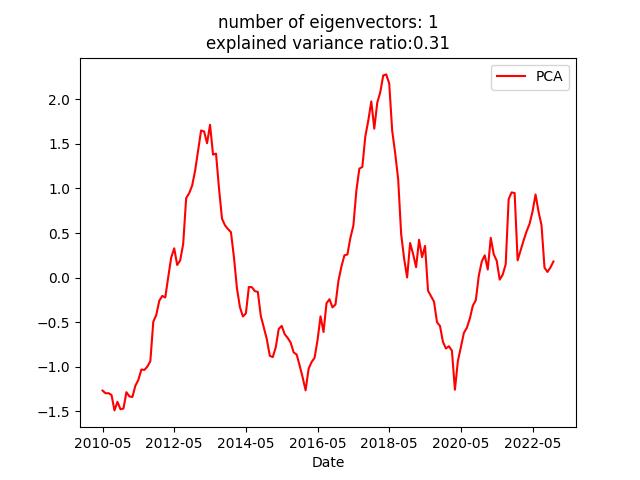 number of eigenvectors: 1
explained variance ratio:0.31
PCA
2.0
1.5
1.0
0.5
0.0
−0.5
−1.0
−1.5
2010-05 2012-05 2014-05 2016-05 2018-05 2020-05 2022-05
Date